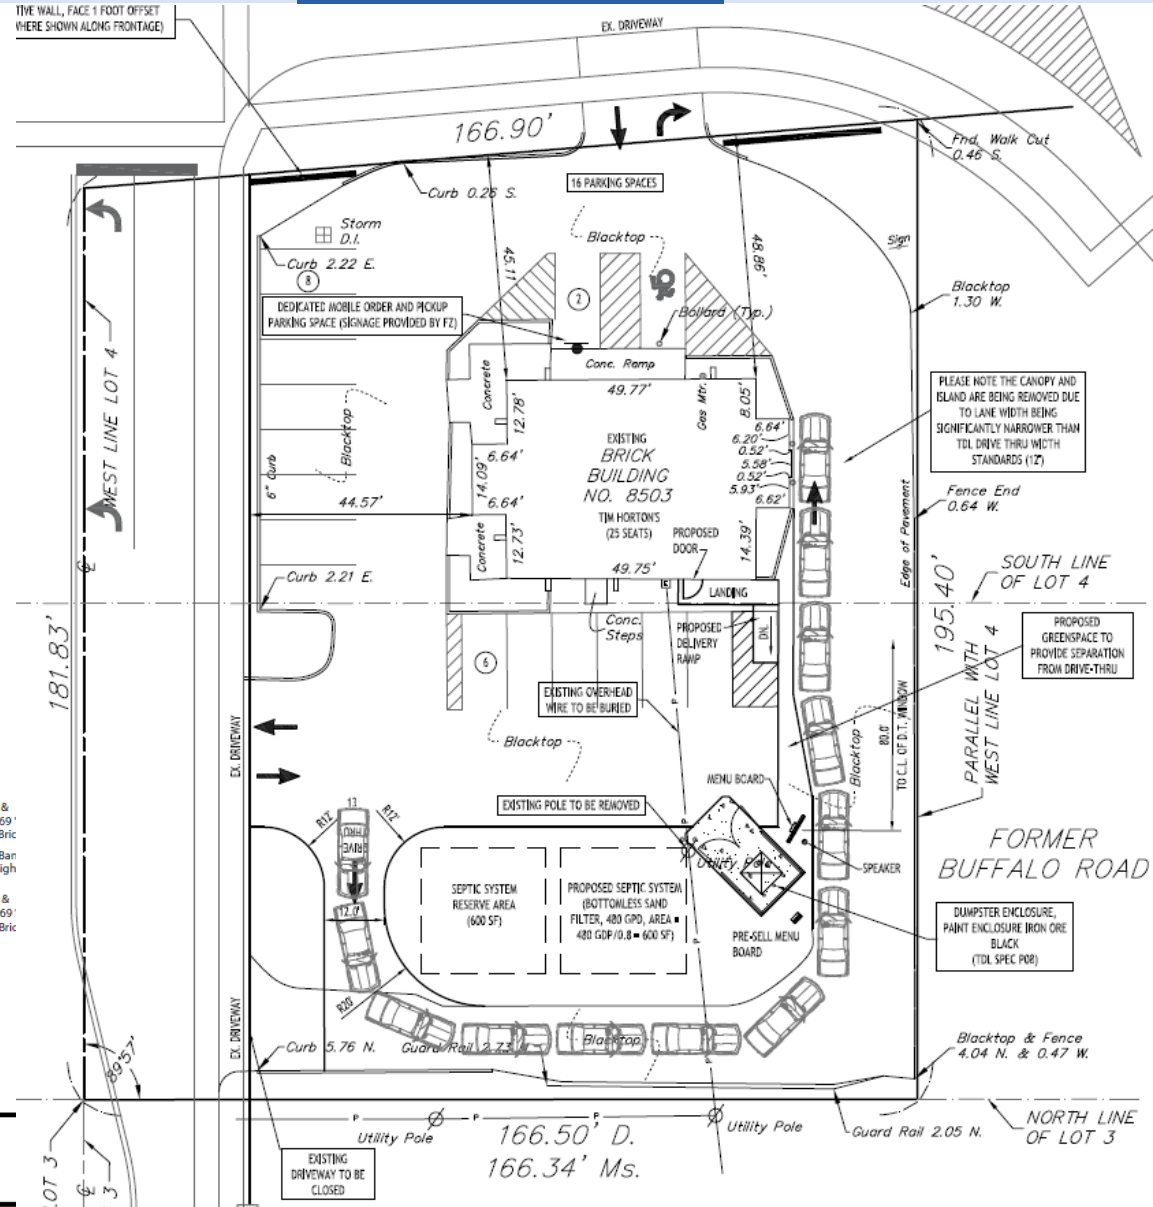 TIVE WALL, FACE 1 FOOT OFFSET
WHERE SHOWN ALONG FRONTAGE)
EX. DRIVEWAY
166.90'
Fnd. Walk Cut
0.46 S.
Curb 0.26 S.
16 PARKING SPACES
Storm
D.I.
Blacktop
Sign
45.11
48.86'
Curb 2.22 E.
8
2
Blacktop
1.30 W.
DEDICATED MOBILE ORDER AND PICKUP
PARKING SPACE (SIGNAGE PROVIDED BY FZ)
Bollard (Typ.)
WEST LINE LOT 4
Conc. Ramp
Concrete
49.77'
Gas Mtr.
8.05'
12.78'
PLEASE NOTE THE CANOPY AND
ISLAND ARE BEING REMOVED DUE
TO LANE WIDTH BEING
SIGNIFICANTLY NARROWER THAN
TDL DRIVE THRU WIDTH
STANDARDS (12')
Blacktop
6.64'
6.20'
0.52'
5.58'
0.52'
5.93'
6.62'
EXISTING
BRICK
BUILDING
NO. 8503
TIM HORTON'S
(25 SEATS)
6.64'
14.09'
6.64'
6" Curb
44.57'
Fence End
0.64 W.
Edge of Pavement
PROPOSED
DOOR
Concrete
12.73'
14.39'
49.75'
Curb 2.21 E.
LANDING
SOUTH LINE
OF LOT 4
195.40'
181.83'
Conc.
Steps
PROPOSED
DELIVERY
RAMP
DN.
PROPOSED
GREENSPACE TO
PROVIDE SEPARATION
FROM DRIVE-THRU
6
EXISTING OVERHEAD
WIRE TO BE BURIED
P
80.0'
TO C.L. OF D.T. WINDOW
PARALLEL WITH
WEST LINE LOT 4
EX. DRIVEWAY
Blacktop
Blacktop
MENU BOARD
EXISTING POLE TO BE REMOVED
P
13
R12'
R12'
DRIVE
THRU
FORMER
BUFFALO ROAD
Utility Pole
SPEAKER
SEPTIC SYSTEM
RESERVE AREA
(600 SF)
PROPOSED SEPTIC SYSTEM
(BOTTOMLESS SAND
FILTER, 480 GPD, AREA =
480 GDP/0.8 = 600 SF)
12.0'
PRE-SELL MENU
BOARD
P
DUMPSTER ENCLOSURE,
PAINT ENCLOSURE IRON ORE
BLACK
(TDL SPEC P08)
R20'
EX. DRIVEWAY
Curb 5.76 N.
Guard Rail 2.73
Blacktop
P
Blacktop & Fence
4.04 N. & 0.47 W.
89°57'
P
P
P
P
Utility Pole
166.50' D.
166.34' Ms.
Utility Pole
Guard Rail 2.05 N.
NORTH LINE
OF LOT 3
EXISTING
DRIVEWAY TO BE
CLOSED
LOT 3
3
&
69
Bric
Ban
igh
&
69
Bric